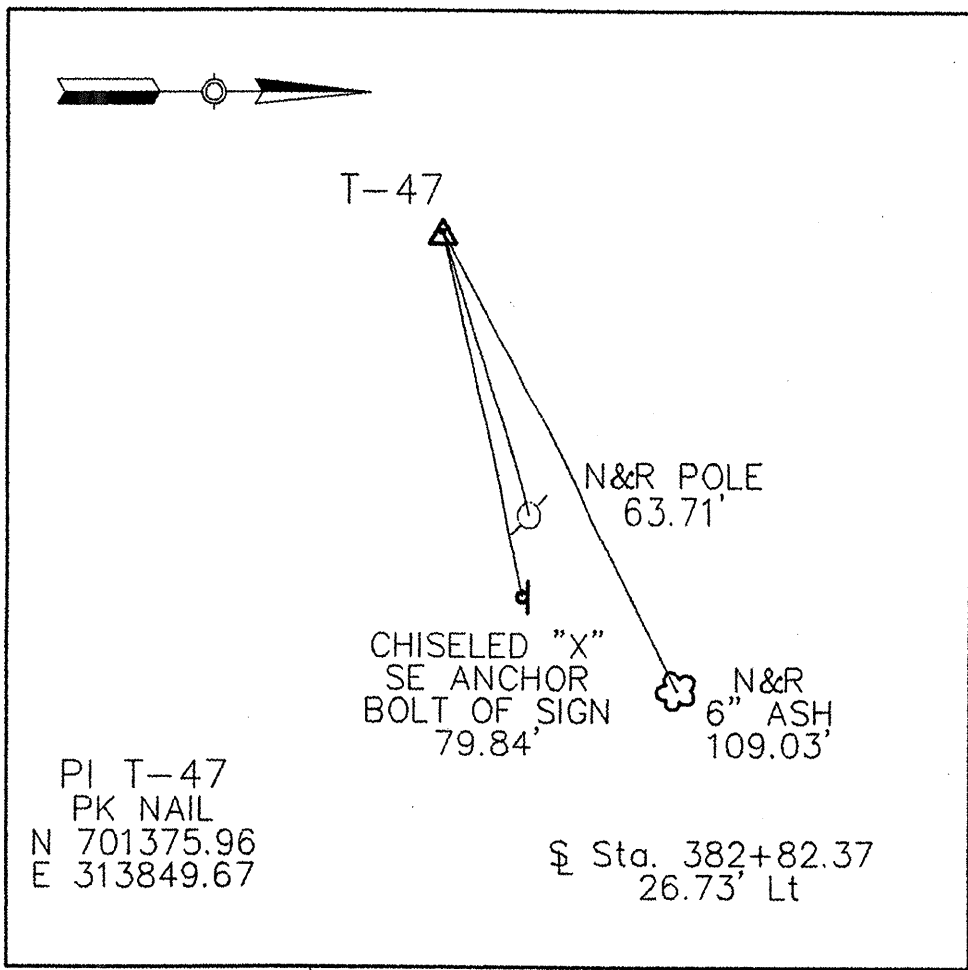 T-47
N&R POLE
63.71'
CHISELED "X"
SE ANCHOR
BOLT OF SIGN
79.84'
N&R
6" ASH
109.03'
PI T-47
PK NAIL
N 701375.96
E 313849.67
℄ Sta. 382+82.37
26.73' Lt